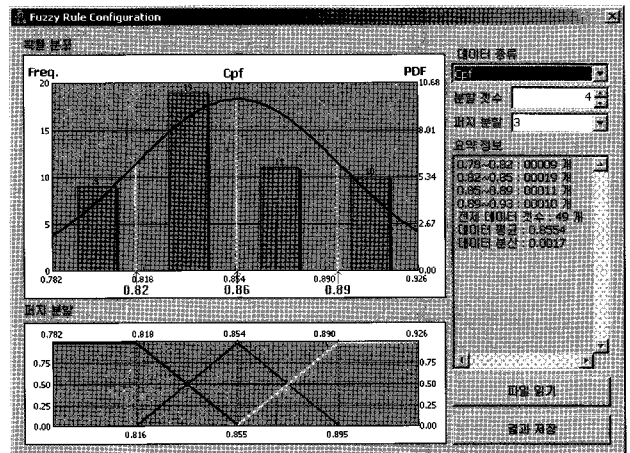 Fuzzy Rule Configuration
확률 분포
Freq. Cpf PDF
20 10.68
15 8.01
10 5.34
5 2.67
0 0.00
0.782 0.818 0.854 0.890 0.926
0.82 0.86 0.89
퍼지 분할
0.782 0.818 0.854 0.890 0.926
0.75 0.75
0.50 0.50
0.25 0.25
0.00 0.00
0.816 0.855 0.895
데이터 종류
Cpf
분할 갯수 4
퍼지 분할 3
요약 정보
0.78~0.82 : 00009 개
0.82~0.85 : 00019 개
0.85~0.89 : 00011 개
0.89~0.93 : 00010 개
전체 데이터 갯수 : 49 개
데이터 평균 : 0.8554
데이터 분산 : 0.0017
파일 읽기
결과 저장